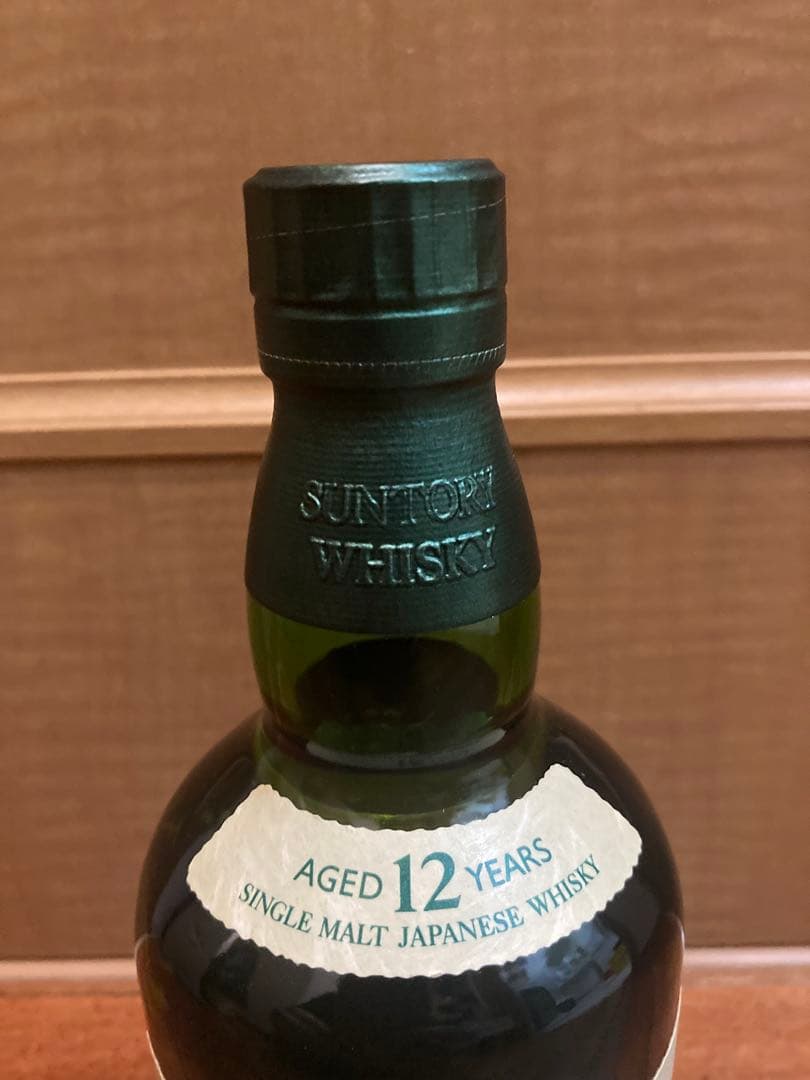 SUNTORY
WHISKY
AGED 12 YEARS
SINGLE MALT JAPANESE WHISKY